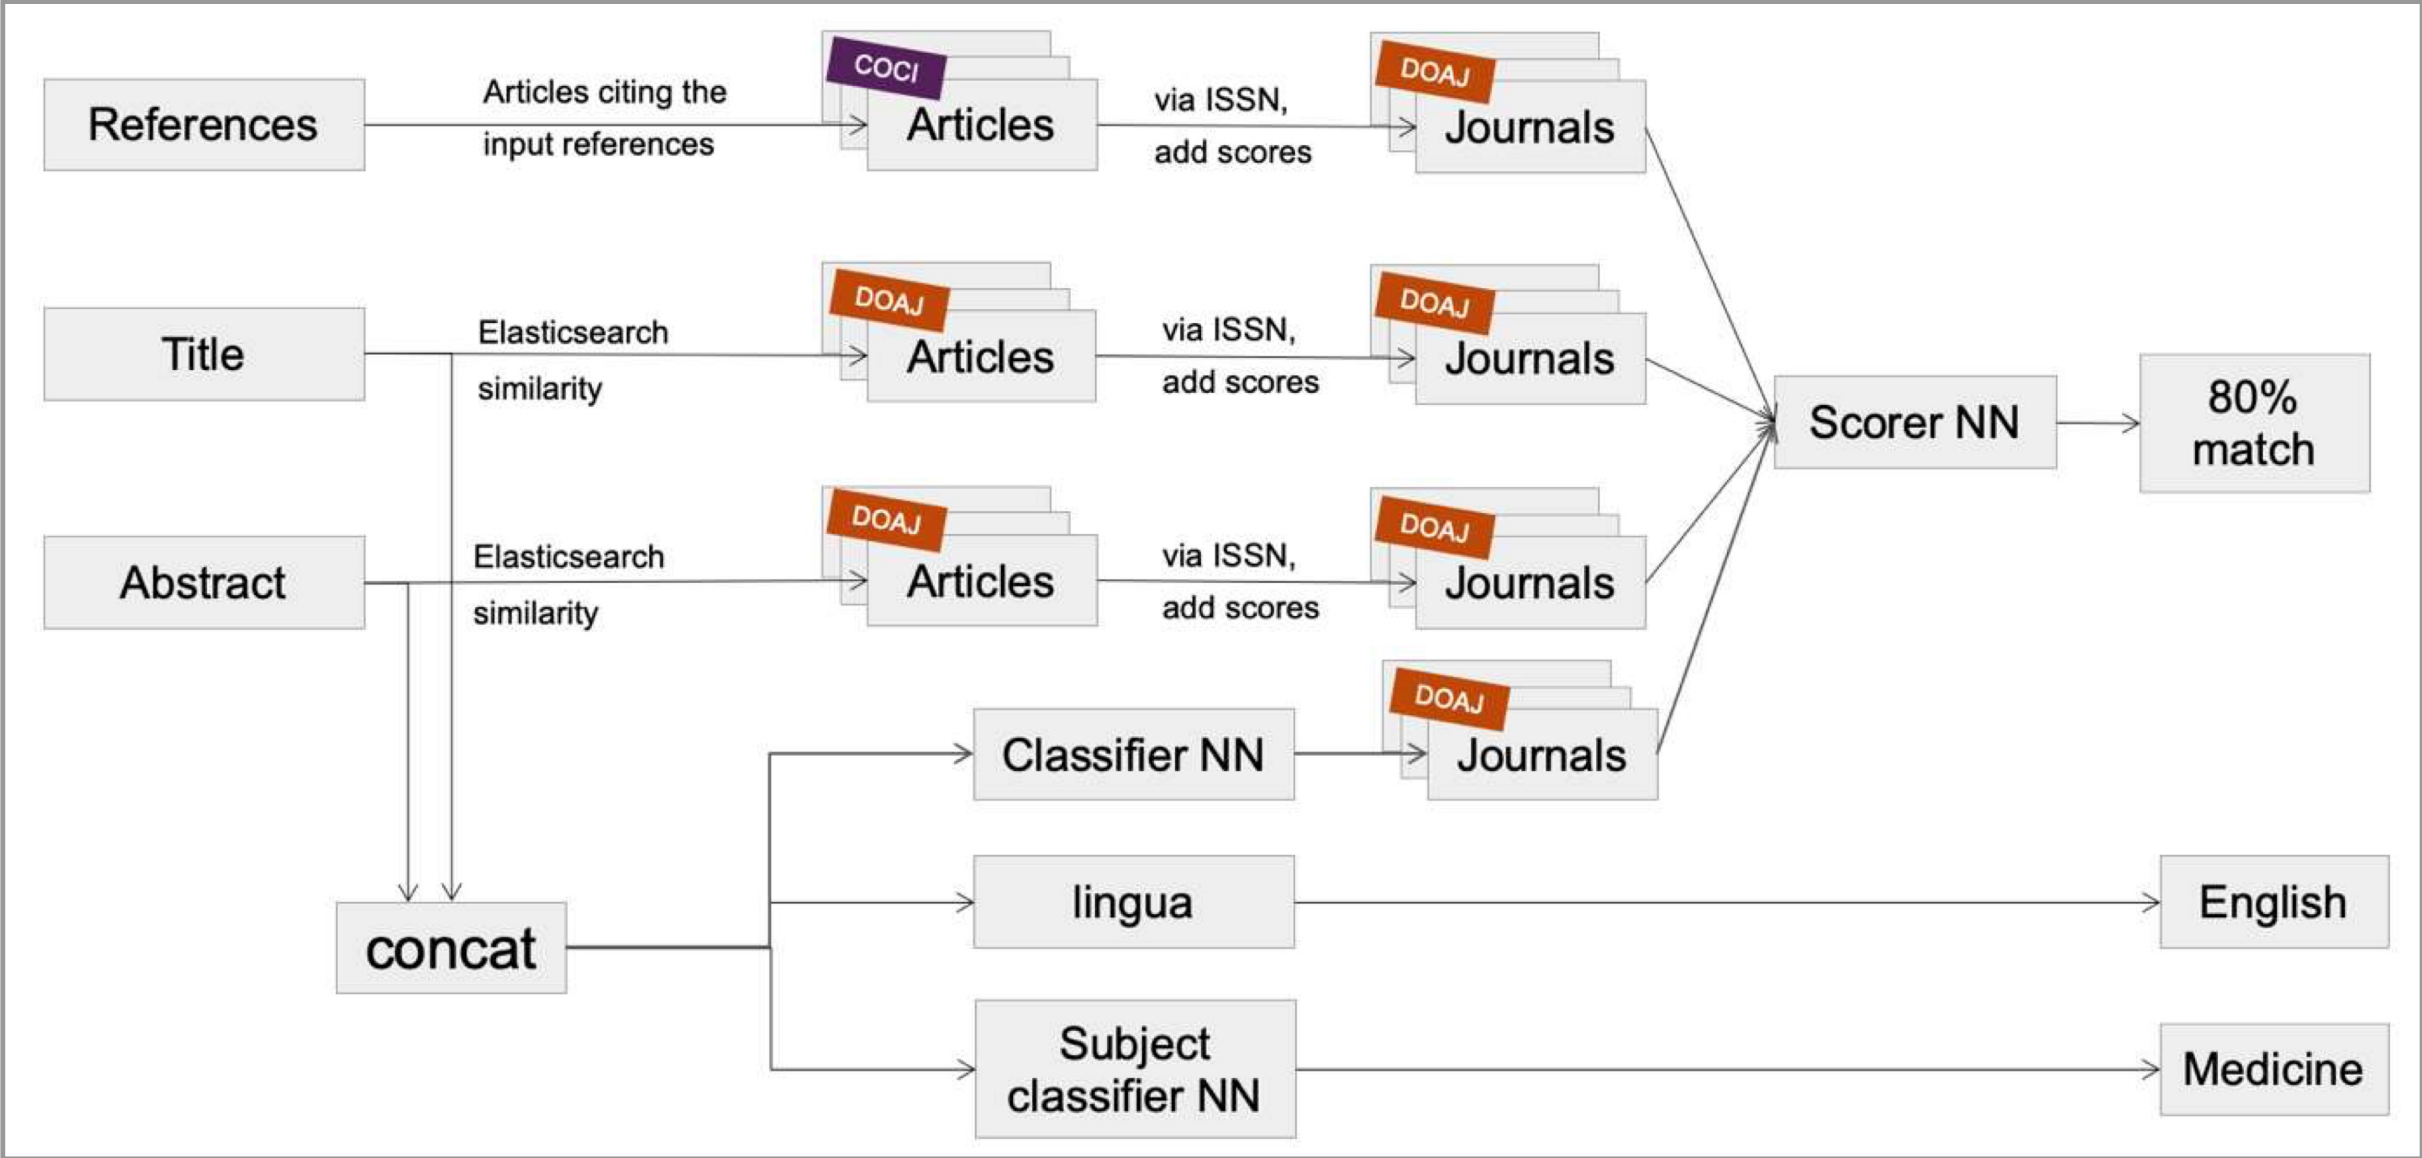 References
Articles citing the
input references
COCI
Articles
via ISSN,
add scores
DOAJ
Journals
Title
Elasticsearch
similarity
DOAJ
Articles
via ISSN,
add scores
DOAJ
Journals
Scorer NN
80%
match
Abstract
Elasticsearch
similarity
DOAJ
Articles
via ISSN,
add scores
DOAJ
Journals
Classifier NN
DOAJ
Journals
concat
lingua
English
Subject
classifier NN
Medicine